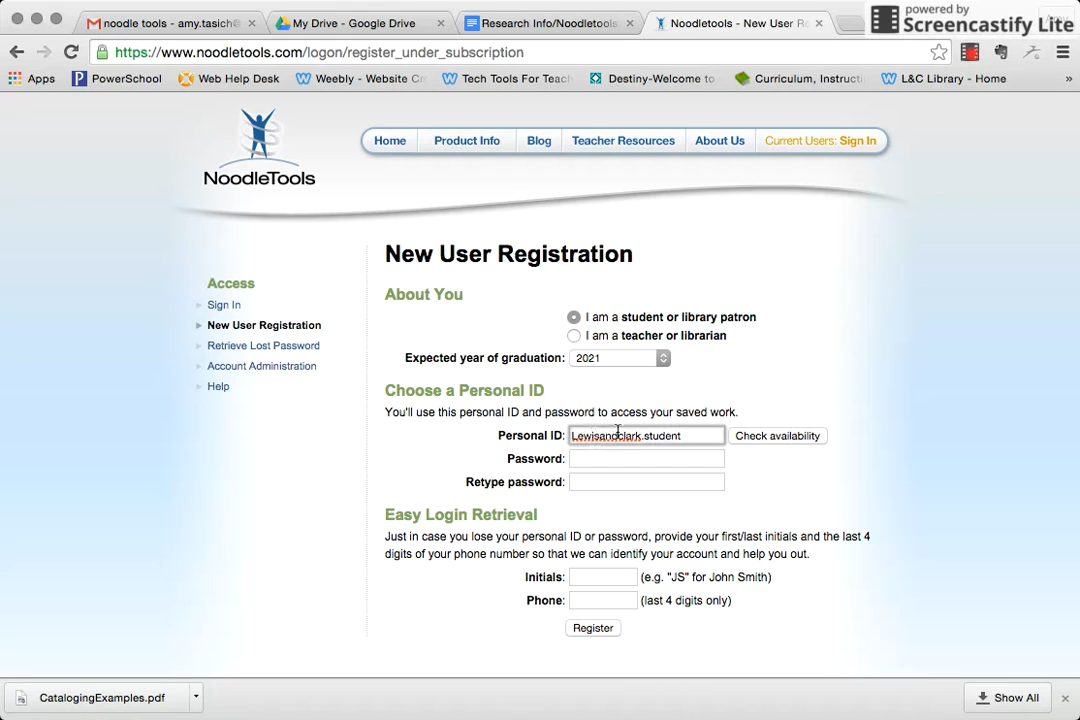 powered by
Screencastify Lite
noodle tools - amy.tasich@
My Drive - Google Drive
Research Info/Noodletools
Noodletools - New User R
https://www.noodletools.com/logon/register_under_subscription
Apps
PowerSchool
Web Help Desk
Weebly - Website Cr
Tech Tools For Teac
Destiny-Welcome to
Curriculum, Instruct
L&C Library - Home
»
NoodleTools
Home
Product Info
Blog
Teacher Resources
About Us
Current Users: Sign In
New User Registration
Access
Sign In
New User Registration
Retrieve Lost Password
Account Administration
Help
About You
I am a student or library patron
I am a teacher or librarian
Expected year of graduation: 2021
Choose a Personal ID
You'll use this personal ID and password to access your saved work.
Personal ID: Lewisandclark.student Check availability
Password:
Retype password:
Easy Login Retrieval
Just in case you lose your personal ID or password, provide your first/last initials and the last 4
digits of your phone number so that we can identify your account and help you out.
Initials: (e.g. "JS" for John Smith)
Phone: (last 4 digits only)
Register
CatalogingExamples.pdf
Show All